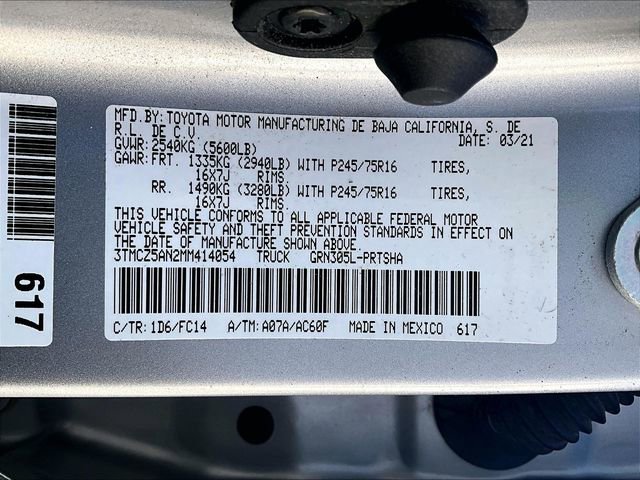 MFD.BY: TOYOTA MOTOR MANUFACTURING DE BAJA CALIFORNIA, S. DE
R.L. DE C.V. DATE: 03/21
GVWR: 2540KG (5600LB)
GAWR: FRT. 1335KG (2940LB) WITH P245/75R16 TIRES,
16X7J RIMS.
RR. 1490KG (3280LB) WITH P245/75R16 TIRES,
16X7J RIMS.
THIS VEHICLE CONFORMS TO ALL APPLICABLE FEDERAL MOTOR
VEHICLE SAFETY AND THEFT PREVENTION STANDARDS IN EFFECT ON
THE DATE OF MANUFACTURE SHOWN ABOVE.
3TMCZ5AN2MM414054 TRUCK GRN305L-PRTSHA
C/TR: 1D6/FC14 A/TM: A07A/AC60F MADE IN MEXICO 617
617